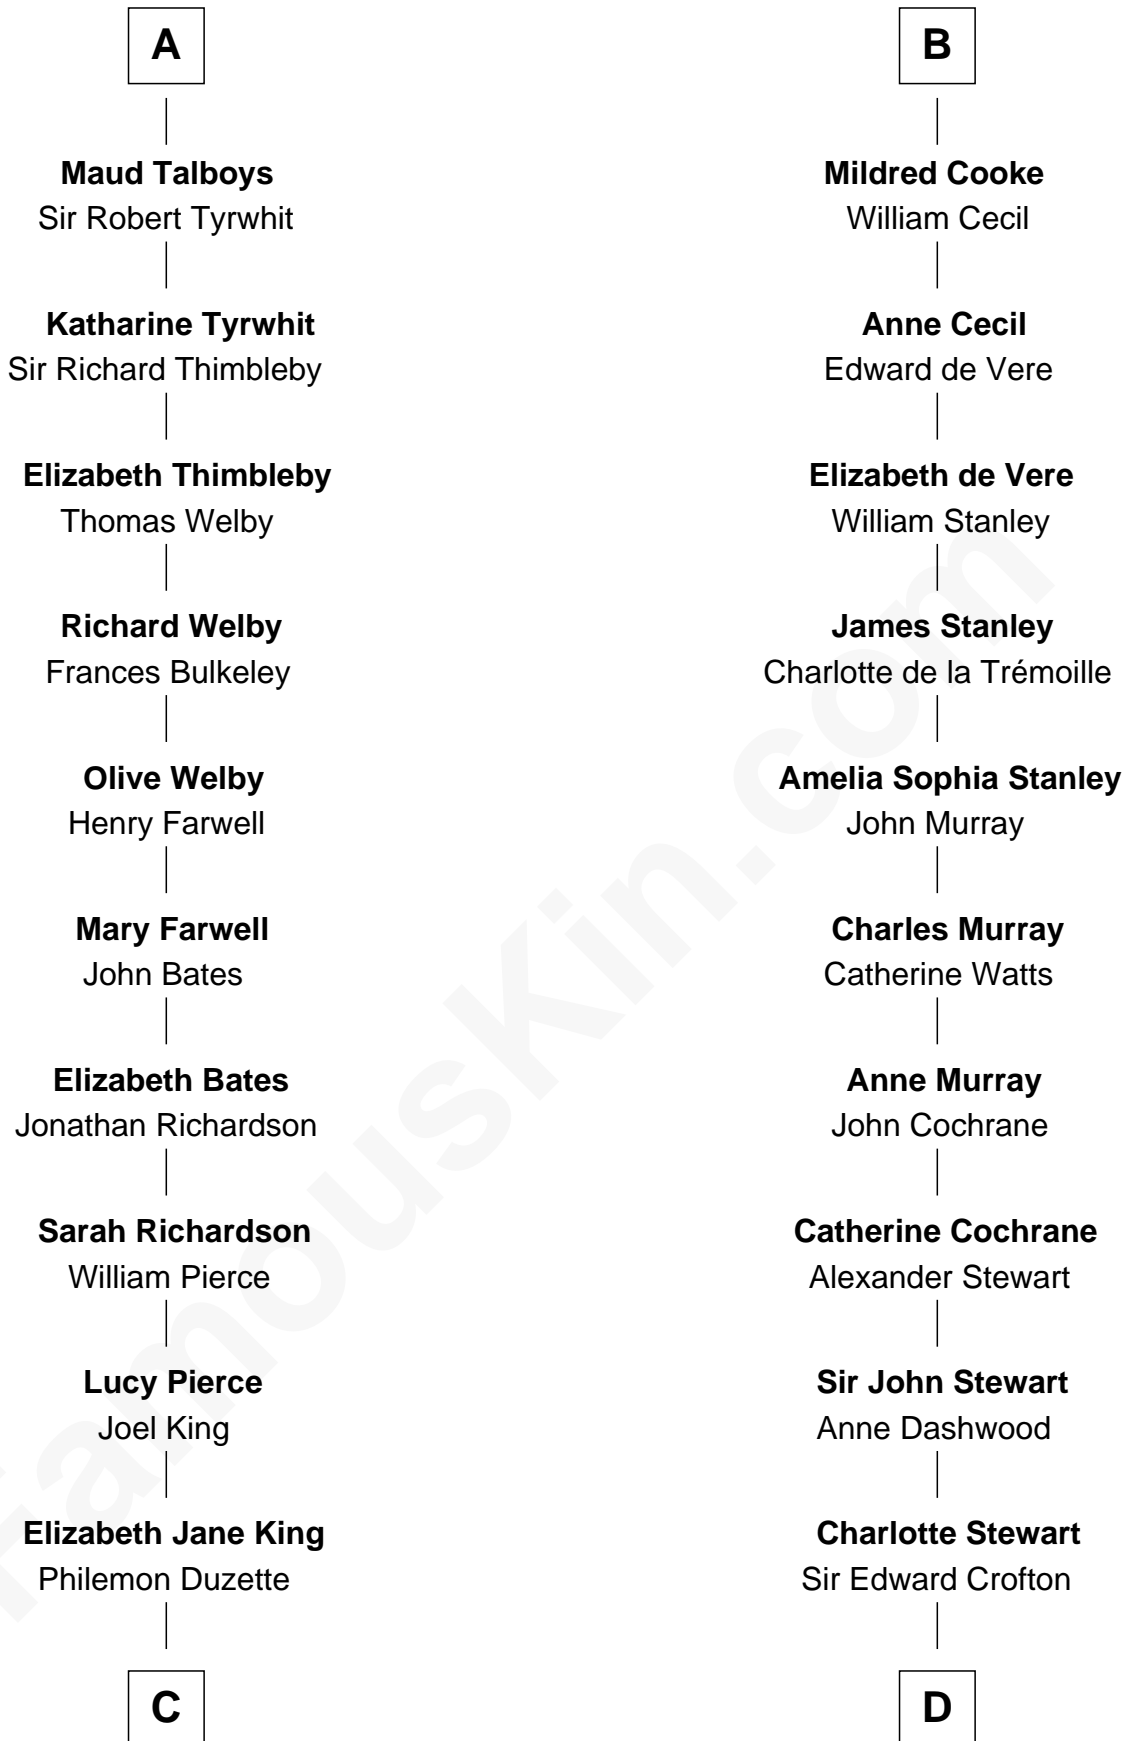 A
Maud Talboys
Sir Robert Tyrwhit
Katharine Tyrwhit
Sir Richard Thimbleby
Elizabeth Thimbleby
Thomas Welby
Richard Welby
Frances Bulkeley
Olive Welby
Henry Farwell
Mary Farwell
John Bates
Elizabeth Bates
Jonathan Richardson
Sarah Richardson
William Pierce
Lucy Pierce
Joel King
Elizabeth Jane King
Philemon Duzette
C
B
Mildred Cooke
William Cecil
Anne Cecil
Edward de Vere
Elizabeth de Vere
William Stanley
James Stanley
Charlotte de la Trémoille
Amelia Sophia Stanley
John Murray
Charles Murray
Catherine Watts
Anne Murray
John Cochrane
Catherine Cochrane
Alexander Stewart
Sir John Stewart
Anne Dashwood
Charlotte Stewart
Sir Edward Crofton
D
FamousKin.com